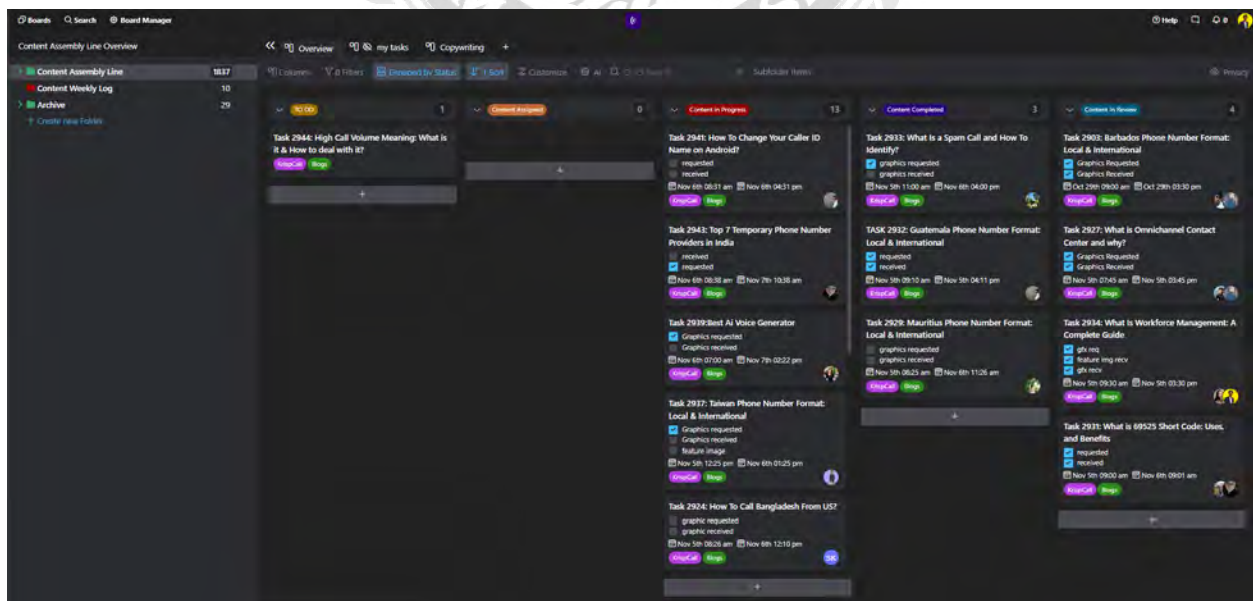 Boards Search Board Manager
Help 0
Content Assembly Line Overview
Overview my tasks Copywriting +
Content Assembly Line 1837
Content Weekly Log 10
Archive 29
+ Create new Folder
Columns 0 Filters Grouped by Status 1 Sort Customize AI
Subfolder Items
Privacy
TO DO 1
Task 2944: High Call Volume Meaning: What is
it & How to deal with it?
KrispCall Blogs
+
Content Assigned 0
+
Content in Progress 13
Task 2941: How To Change Your Caller ID
Name on Android?
requested
received
Nov 6th 08:31 am Nov 6th 04:31 pm
KrispCall Blogs
Task 2943: Top 7 Temporary Phone Number
Providers in India
received
requested
Nov 6th 08:38 am Nov 7th 10:38 am
KrispCall Blogs
Task 2939:Best Ai Voice Generator
Graphics requested
Graphics received
Nov 6th 07:00 am Nov 7th 02:22 pm
KrispCall Blogs
Task 2937: Taiwan Phone Number Format:
Local & International
Graphics requested
Graphics received
feature image
Nov 5th 12:25 pm Nov 6th 01:25 pm
KrispCall Blogs
Task 2924: How To Call Bangladesh From US?
graphic requested
graphic received
Nov 5th 08:26 am Nov 6th 12:10 pm
KrispCall Blogs
SK
+
Content Completed 3
Task 2933: What Is a Spam Call and How To
Identify?
graphics requested
graphics received
Nov 5th 11:00 am Nov 6th 04:00 pm
KrispCall Blogs
TASK 2932: Guatemala Phone Number Format:
Local & International
requested
received
Nov 5th 09:10 am Nov 5th 04:11 pm
KrispCall Blogs
Task 2929: Mauritius Phone Number Format:
Local & International
graphics requested
graphics received
Nov 5th 08:25 am Nov 6th 11:26 am
KrispCall Blogs
+
Content in Review 4
Task 2903: Barbados Phone Number Format:
Local & International
Graphics Requested
Graphics Received
Oct 29th 09:00 am Oct 29th 03:30 pm
KrispCall Blogs
Task 2927: What is Omnichannel Contact
Center and why?
Graphics Requested
Graphics Received
Nov 5th 07:45 am Nov 5th 03:45 pm
KrispCall Blogs
Task 2934: What is Workforce Management: A
Complete Guide
gfx req
feature img recv
gfx recv
Nov 5th 09:30 am Nov 5th 03:30 pm
KrispCall Blogs
Task 2931: What is 69525 Short Code: Uses,
and Benefits
requested
received
Nov 5th 09:00 am Nov 6th 09:01 am
KrispCall Blogs
+